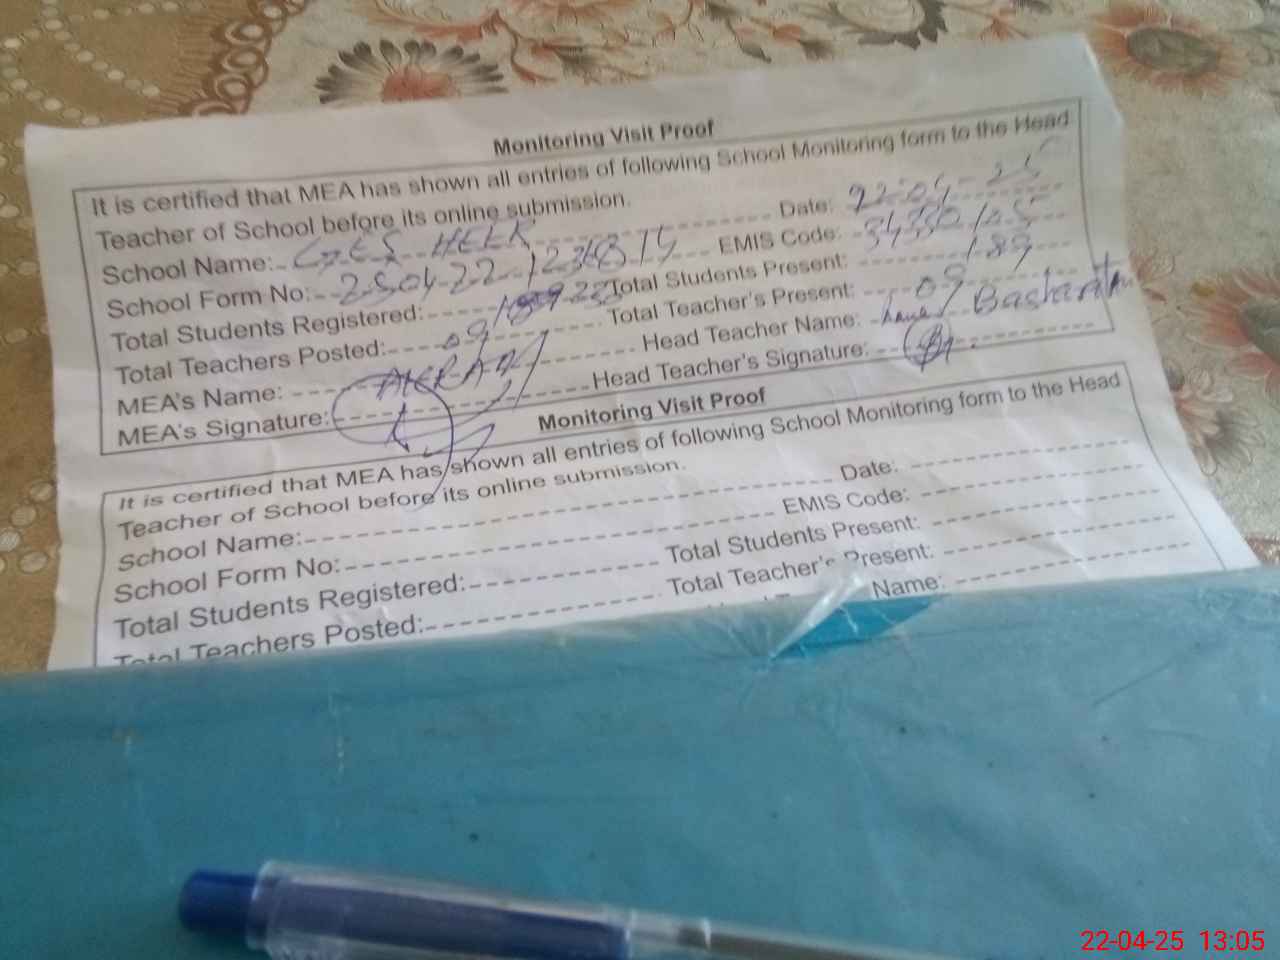 Monitoring Visit Proof
It is certified that MEA has shown all entries of following School Monitoring form to the Head
Teacher of School before its online submission. Date: 22-04-25
School Name: GGES HEEK EMIS Code: 34330125
School Form No: Total Students Present: 189
Total Students Registered: Total Teacher's Present: 09
Total Teachers Posted: 09 Head Teacher Name:
MEA's Name: Head Teacher's Signature:
MEA's Signature:
Monitoring Visit Proof
It is certified that MEA has shown all entries of following School Monitoring form to the Head
Teacher of School before its online submission. Date:
School Name: EMIS Code:
School Form No: Total Students Present:
Total Students Registered: Total Teacher's Present:
Total Teachers Posted: Name:
22-04-25 13:05